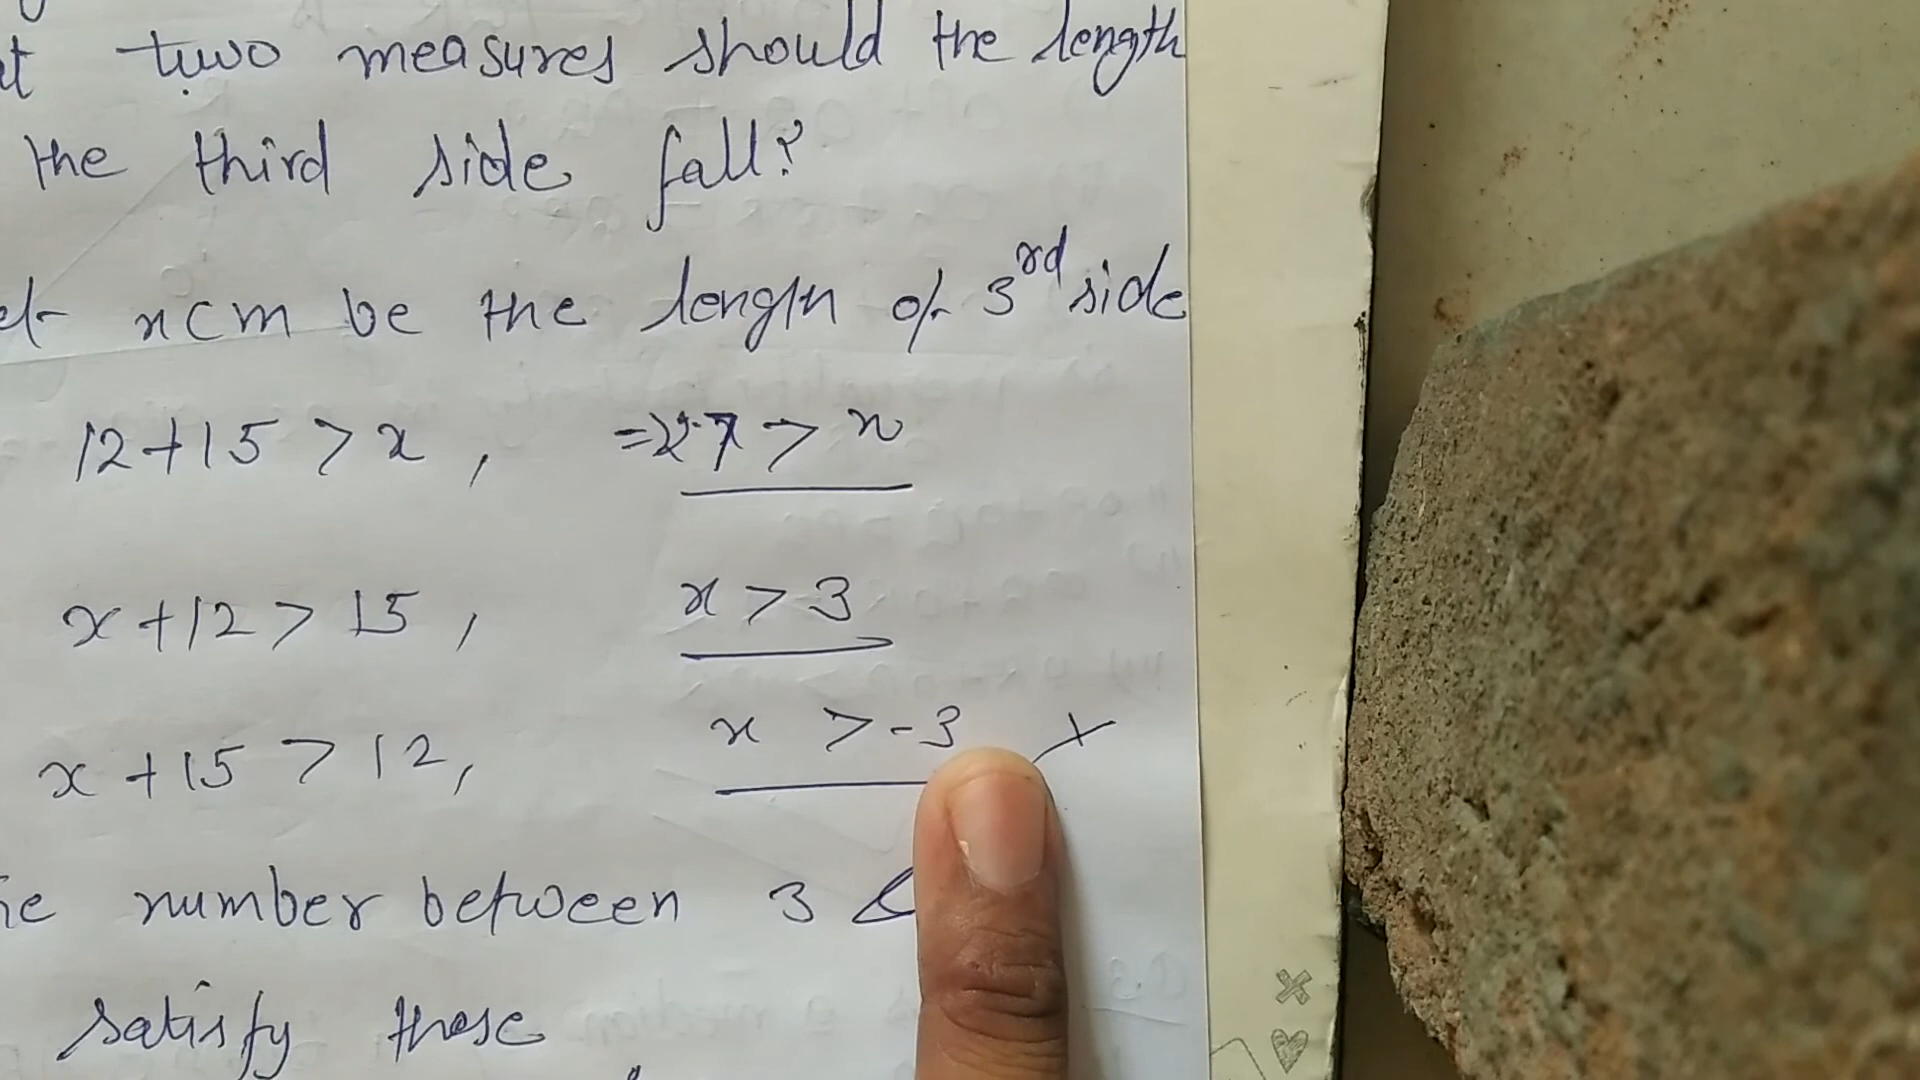 two measures should the length
the third side fall?
x cm be the length of 3rd side
12+15 > x, => 27 > x
x+12 > 15, x > 3
x+15 > 12, x > -3 ×
number between 3
satisfy these